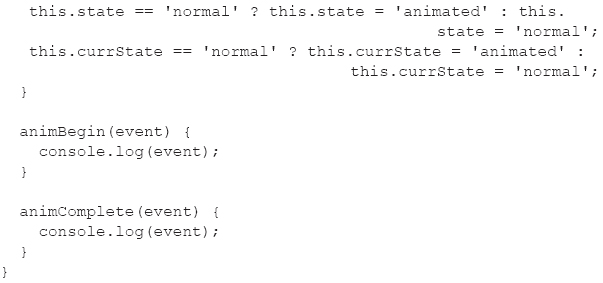 this.state == 'normal' ? this.state = 'animated' : this.
state = 'normal';
this.currState == 'normal' ? this.currState = 'animated' :
this.currState = 'normal';
}
animBegin(event) {
console.log(event);
}
animComplete(event) {
console.log(event);
}
}